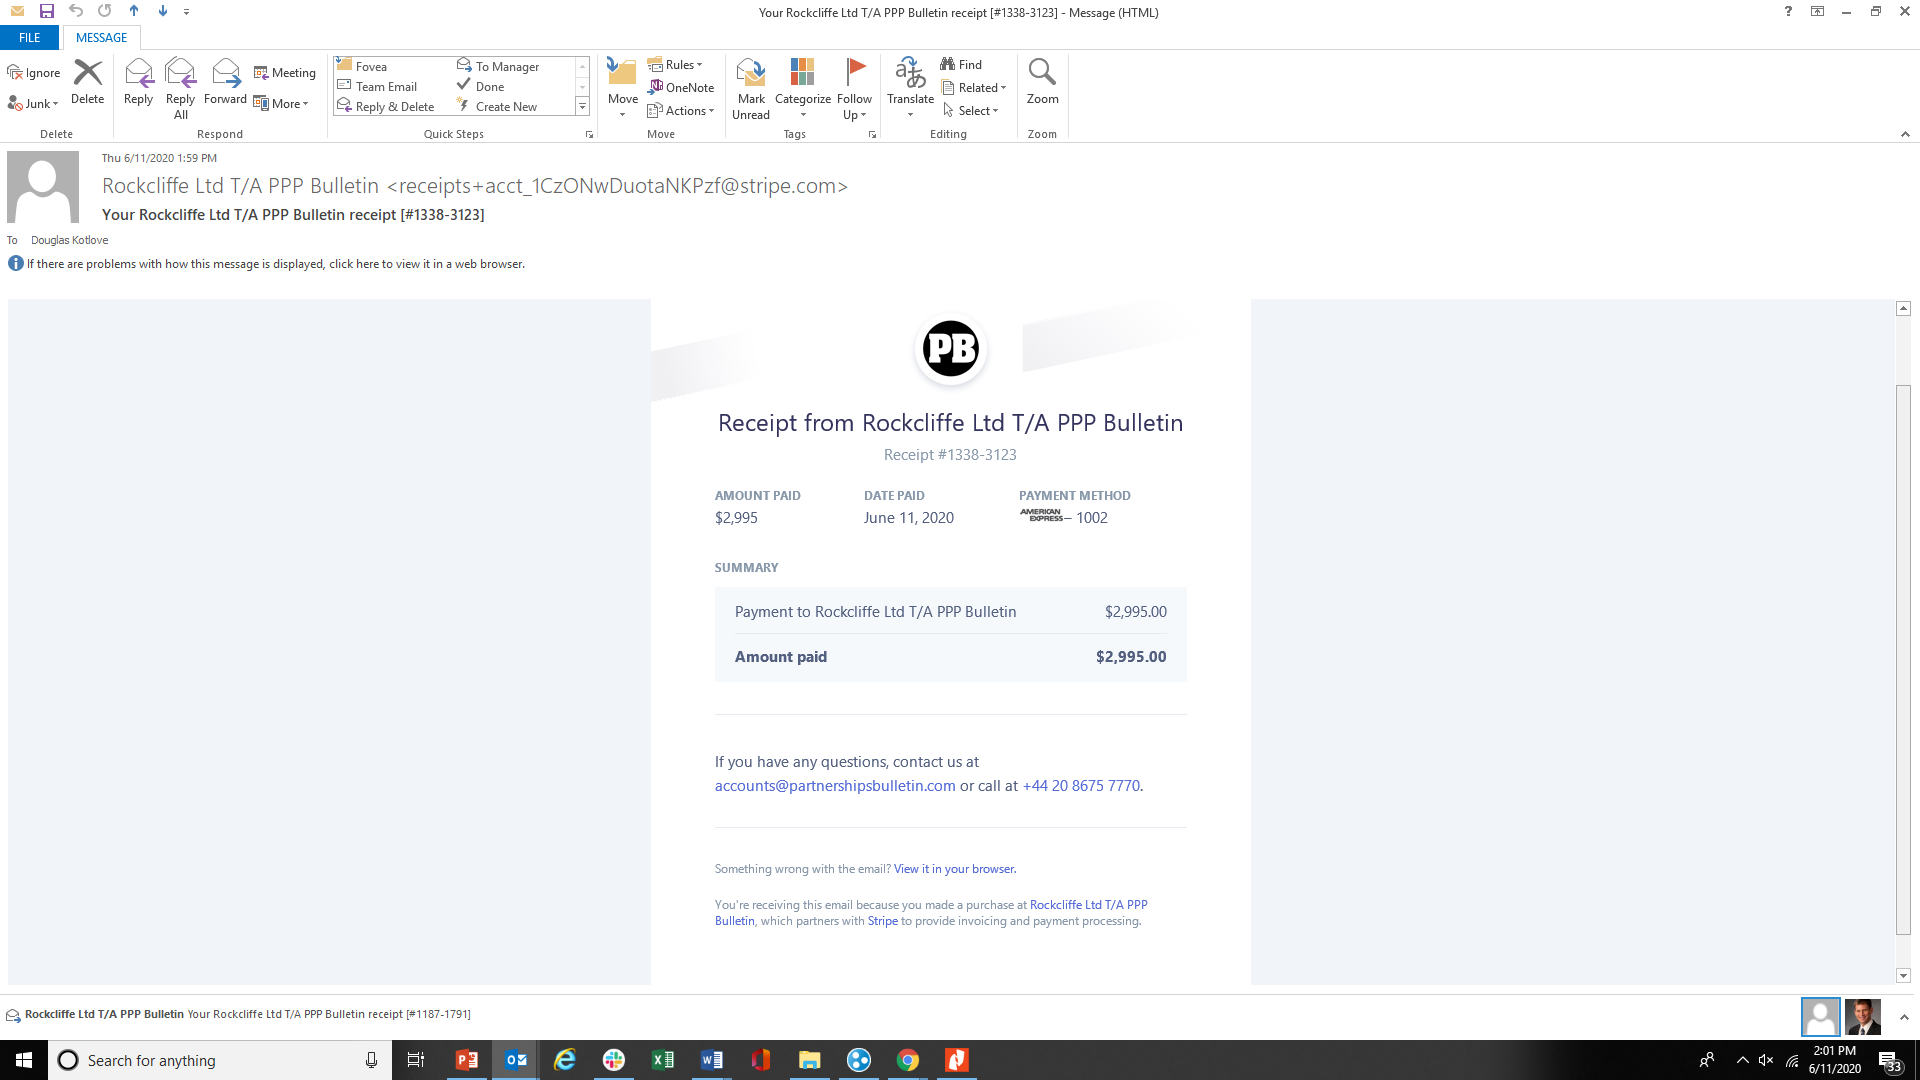 Your Rockcliffe Ltd T/A PPP Bulletin receipt [#1338-3123] - Message (HTML)
?
FILE MESSAGE
Ignore
Junk
Delete
Delete
Reply
Reply All
Forward
Meeting
More
Respond
Fovea To Manager
Team Email Done
Reply & Delete Create New
Quick Steps
Move
Rules
OneNote
Actions
Move
Mark Unread
Categorize
Follow Up
Tags
Translate
Find
Related
Select
Editing
Zoom
Zoom
Thu 6/11/2020 1:59 PM
Rockcliffe Ltd T/A PPP Bulletin <receipts+acct_1CzONwDuotaNKPzf@stripe.com>
Your Rockcliffe Ltd T/A PPP Bulletin receipt [#1338-3123]
To Douglas Kotlove
If there are problems with how this message is displayed, click here to view it in a web browser.
PB
Receipt from Rockcliffe Ltd T/A PPP Bulletin
Receipt #1338-3123
AMOUNT PAID DATE PAID PAYMENT METHOD
$2,995 June 11, 2020 AMERICAN EXPRESS – 1002
SUMMARY
Payment to Rockcliffe Ltd T/A PPP Bulletin $2,995.00
Amount paid $2,995.00
If you have any questions, contact us at
accounts@partnershipsbulletin.com or call at +44 20 8675 7770.
Something wrong with the email? View it in your browser.
You're receiving this email because you made a purchase at Rockcliffe Ltd T/A PPP
Bulletin, which partners with Stripe to provide invoicing and payment processing.
Rockcliffe Ltd T/A PPP Bulletin Your Rockcliffe Ltd T/A PPP Bulletin receipt [#1187-1791]
Search for anything
2:01 PM
6/11/2020
33